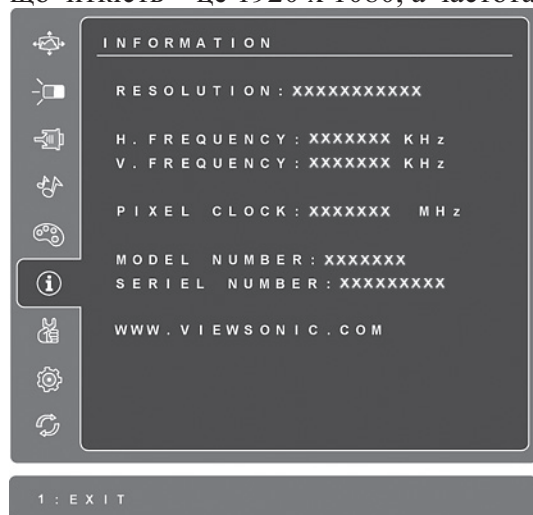 INFORMATION
RESOLUTION: XXXXXXXXXXX
H. FREQUENCY: XXXXXXX KHz
V. FREQUENCY: XXXXXXX KHz
PIXEL CLOCK: XXXXXXX MHz
MODEL NUMBER: XXXXXXX
SERIEL NUMBER: XXXXXXXXX
WWW.VIEWSONIC.COM
1: EXIT